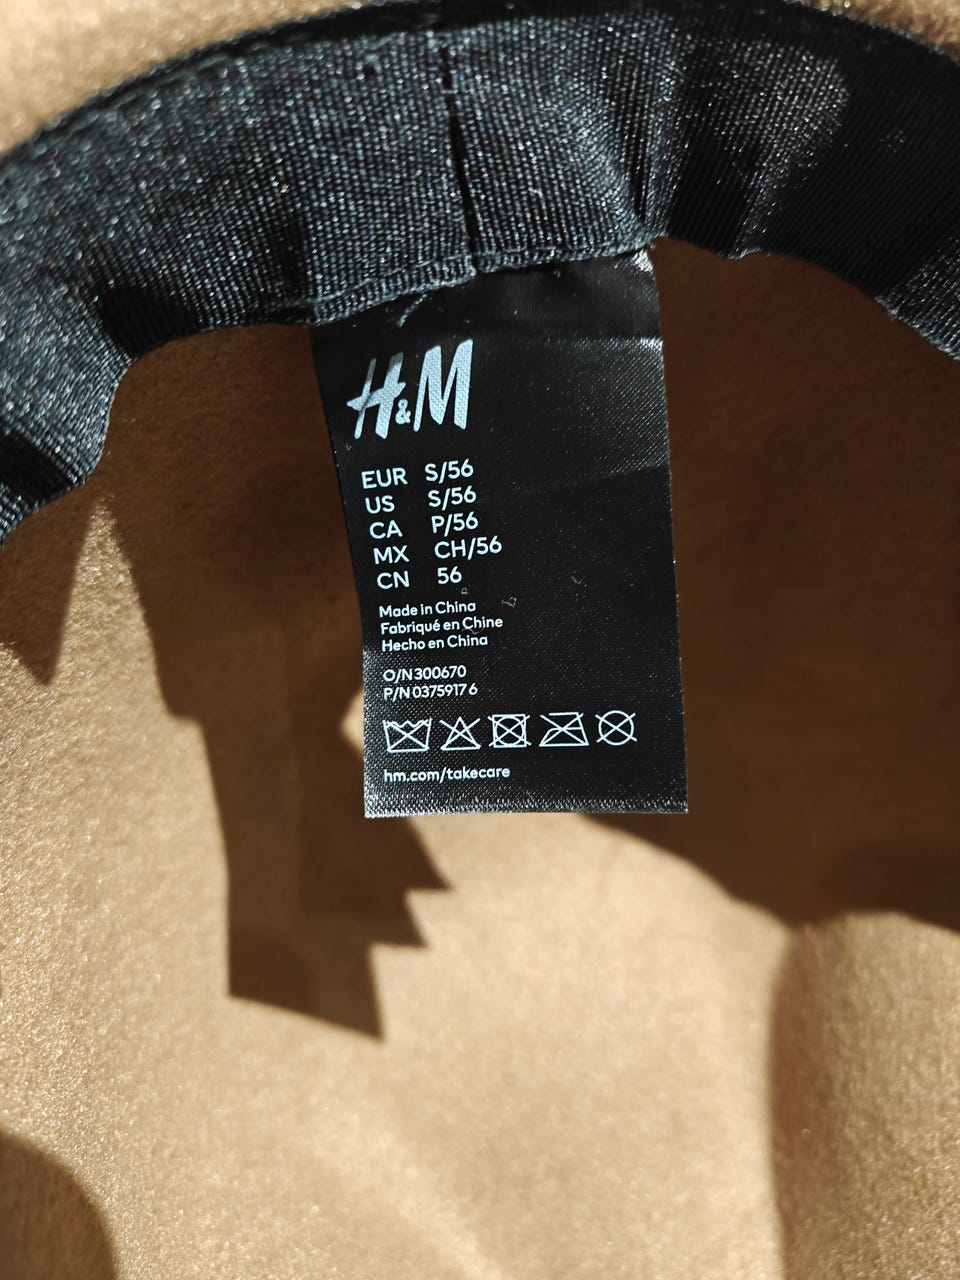 H&M
EUR S/56
US S/56
CA P/56
MX CH/56
CN 56
Made in China
Fabriqué en Chine
Hecho en China
O/N 300670
P/N 03759176
hm.com/takecare